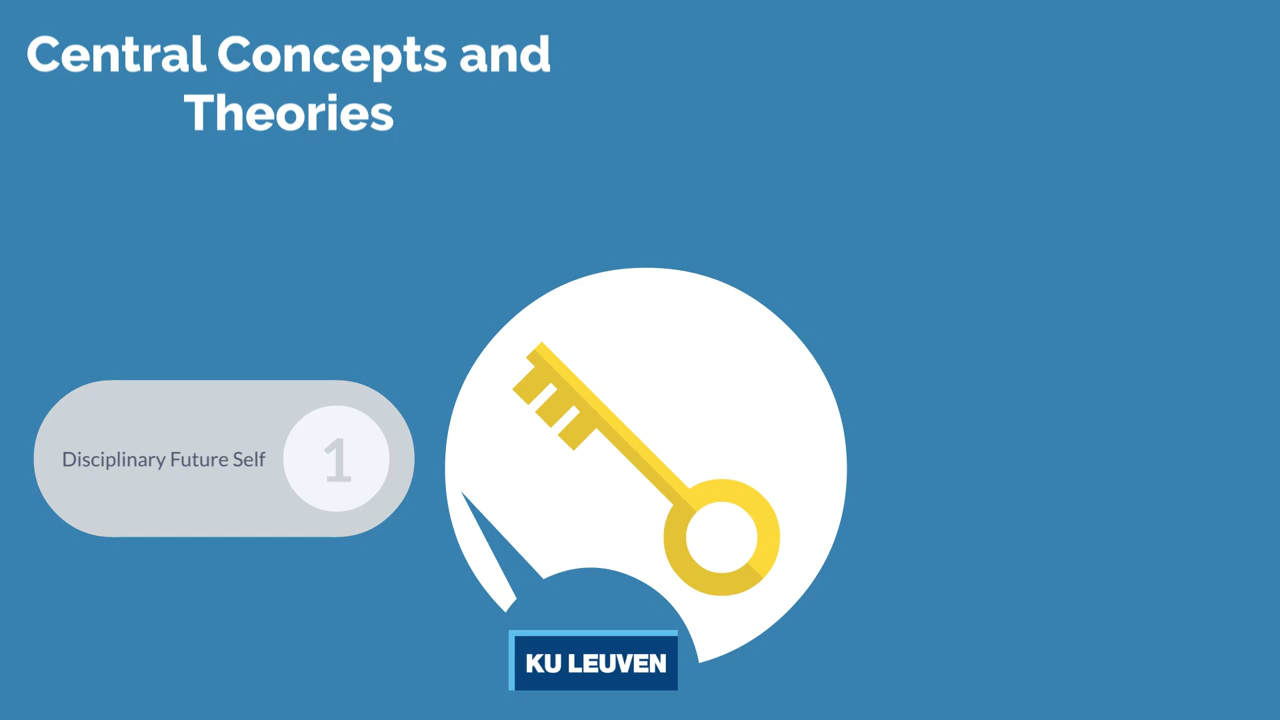 Central Concepts and
Theories
Disciplinary Future Self
1
KU LEUVEN